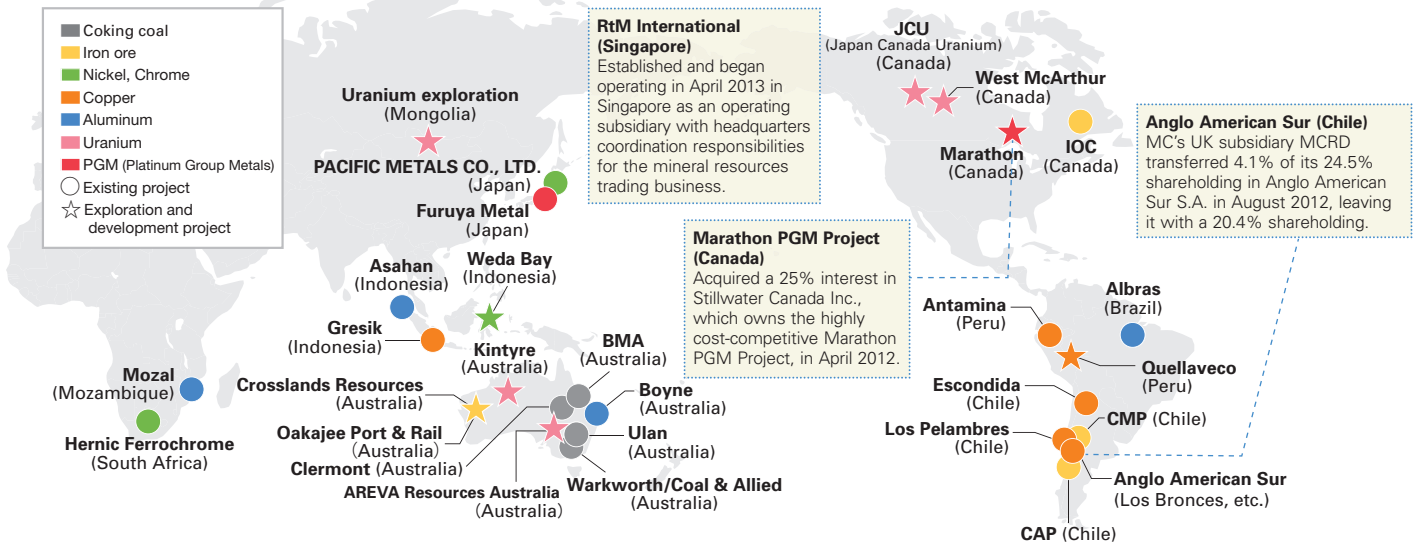 Coking coal
Iron ore
Nickel, Chrome
Copper
Aluminum
Uranium
PGM (Platinum Group Metals)
Existing project
Exploration and
development project
Uranium exploration
(Mongolia)
PACIFIC METALS CO., LTD.
(Japan)
Furuya Metal
(Japan)
Asahan
(Indonesia)
Weda Bay
(Indonesia)
Gresik
(Indonesia)
Mozal
(Mozambique)
Hernic Ferrochrome
(South Africa)
Kintyre
(Australia)
BMA
(Australia)
Crosslands Resources
(Australia)
Boyne
(Australia)
Oakajee Port & Rail
(Australia)
Ulan
(Australia)
Clermont (Australia)
AREVA Resources Australia
(Australia)
Warkworth/Coal & Allied
(Australia)
RtM International
(Singapore)
Established and began
operating in April 2013 in
Singapore as an operating
subsidiary with headquarters
coordination responsibilities
for the mineral resources
trading business.
Marathon PGM Project
(Canada)
Acquired a 25% interest in
Stillwater Canada Inc.,
which owns the highly
cost-competitive Marathon
PGM Project, in April 2012.
JCU
(Japan Canada Uranium)
(Canada)
West McArthur
(Canada)
Marathon
(Canada)
IOC
(Canada)
Anglo American Sur (Chile)
MC's UK subsidiary MCRD
transferred 4.1% of its 24.5%
shareholding in Anglo American
Sur S.A. in August 2012, leaving
it with a 20.4% shareholding.
Antamina
(Peru)
Albras
(Brazil)
Quellaveco
(Peru)
Escondida
(Chile)
CMP (Chile)
Los Pelambres
(Chile)
Anglo American Sur
(Los Bronces, etc.)
CAP (Chile)